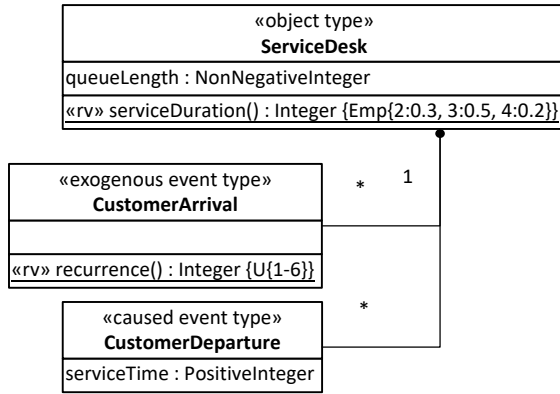 «object type»
ServiceDesk
queueLength : NonNegativeInteger
«rv» serviceDuration() : Integer {Emp{2:0.3, 3:0.5, 4:0.2}}
«exogenous event type»
CustomerArrival
* 1
«rv» recurrence() : Integer {U{1-6}}
«caused event type»
CustomerDeparture
*
serviceTime : PositiveInteger